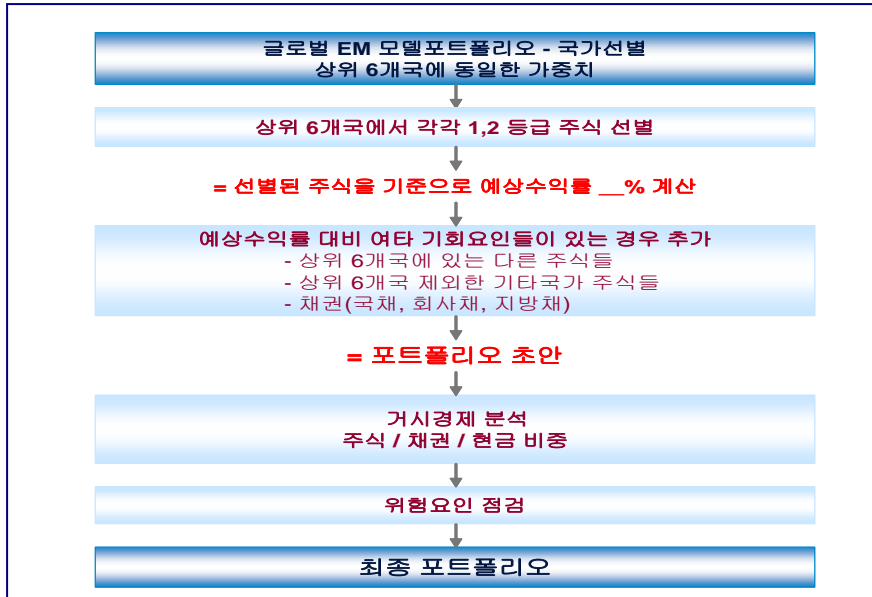 글로벌 EM 모델포트폴리오 - 국가선별
상위 6개국에 동일한 가중치
상위 6개국에서 각각 1,2 등급 주식 선별
= 선별된 주식을 기준으로 예상수익률 __% 계산
예상수익률 대비 여타 기회요인들이 있는 경우 추가
- 상위 6개국에 있는 다른 주식들
- 상위 6개국 제외한 기타국가 주식들
- 채권(국채, 회사채, 지방채)
= 포트폴리오 초안
거시경제 분석
주식 / 채권 / 현금 비중
위험요인 점검
최종 포트폴리오